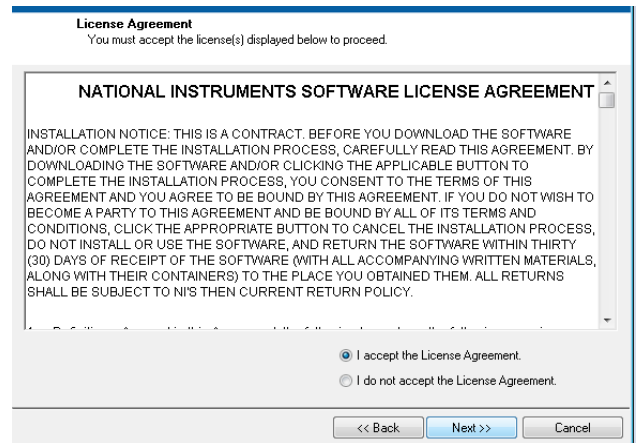 License Agreement
You must accept the license(s) displayed below to proceed.
NATIONAL INSTRUMENTS SOFTWARE LICENSE AGREEMENT
INSTALLATION NOTICE: THIS IS A CONTRACT. BEFORE YOU DOWNLOAD THE SOFTWARE
AND/OR COMPLETE THE INSTALLATION PROCESS, CAREFULLY READ THIS AGREEMENT. BY
DOWNLOADING THE SOFTWARE AND/OR CLICKING THE APPLICABLE BUTTON TO
COMPLETE THE INSTALLATION PROCESS, YOU CONSENT TO THE TERMS OF THIS
AGREEMENT AND YOU AGREE TO BE BOUND BY THIS AGREEMENT. IF YOU DO NOT WISH TO
BECOME A PARTY TO THIS AGREEMENT AND BE BOUND BY ALL OF ITS TERMS AND
CONDITIONS, CLICK THE APPROPRIATE BUTTON TO CANCEL THE INSTALLATION PROCESS,
DO NOT INSTALL OR USE THE SOFTWARE, AND RETURN THE SOFTWARE WITHIN THIRTY
(30) DAYS OF RECEIPT OF THE SOFTWARE (WITH ALL ACCOMPANYING WRITTEN MATERIALS,
ALONG WITH THEIR CONTAINERS) TO THE PLACE YOU OBTAINED THEM. ALL RETURNS
SHALL BE SUBJECT TO NI'S THEN CURRENT RETURN POLICY.
I accept the License Agreement.
I do not accept the License Agreement.
<< Back
Next >>
Cancel